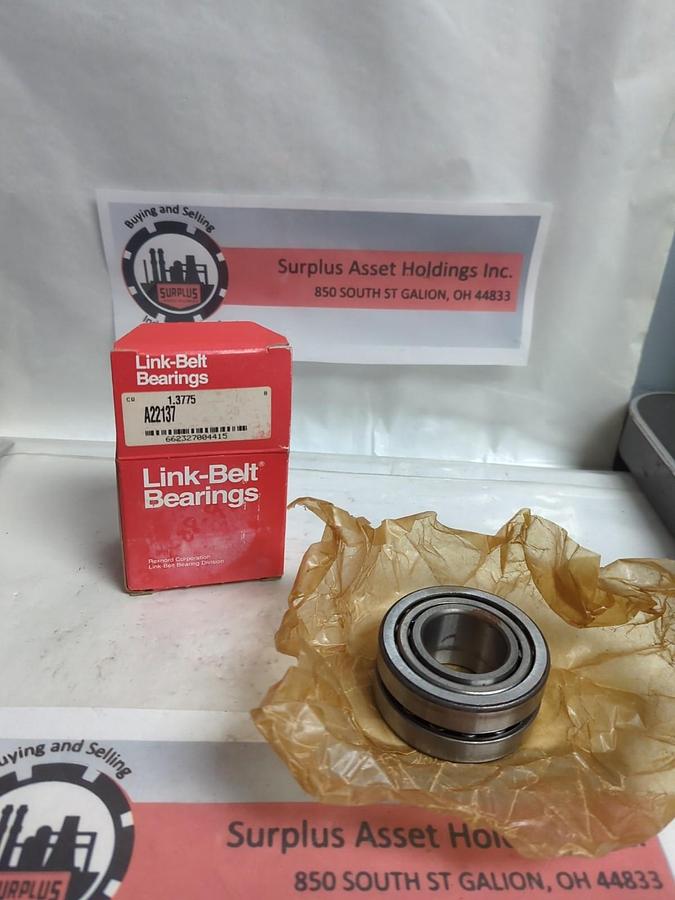 Buying and Selling
SURPLUS
Surplus Asset Holdings Inc.
850 SOUTH ST GALION, OH 44833
Link-Belt
Bearings
CU 1.3775 B
A22137
662327004415
Link-Belt®
Bearings
Rexnord Corporation
Link-Belt Bearing Division
uying and Selling
Surplus Asset Hol
850 SOUTH ST GALION, OH 44833
URPLUS